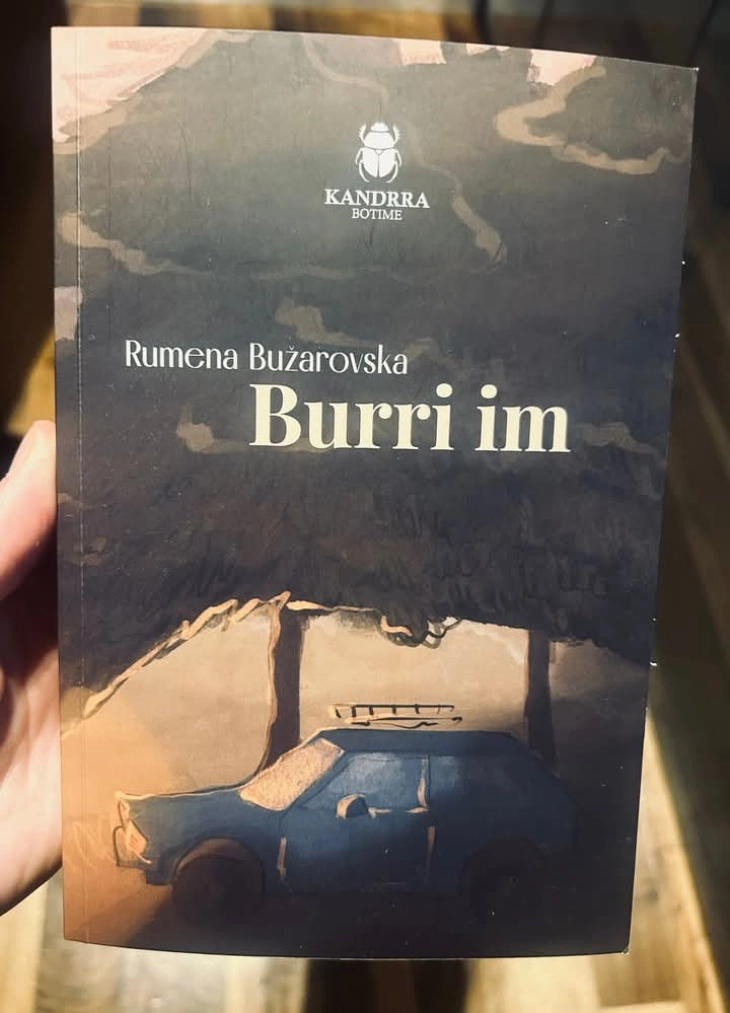 KANDRRA
BOTIME
Rumena Bužarovska
Burri im